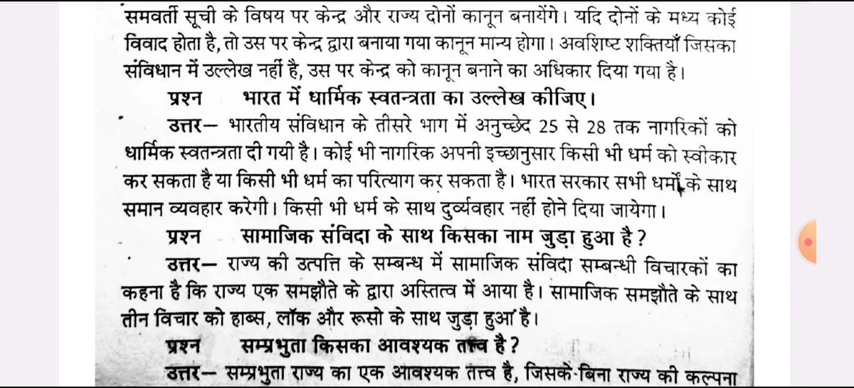 समवर्ती सूची के विषय पर केन्द्र और राज्य दोनों कानून बनायेंगे। यदि दोनों के मध्य कोई
विवाद होता है, तो उस पर केन्द्र द्वारा बनाया गया कानून मान्य होगा। अवशिष्ट शक्तियाँ जिसका
संविधान में उल्लेख नहीं है, उस पर केन्द्र को कानून बनाने का अधिकार दिया गया है।
प्रश्न भारत में धार्मिक स्वतन्त्रता का उल्लेख कीजिए।
उत्तर– भारतीय संविधान के तीसरे भाग में अनुच्छेद 25 से 28 तक नागरिकों को
धार्मिक स्वतन्त्रता दी गयी है। कोई भी नागरिक अपनी इच्छानुसार किसी भी धर्म को स्वीकार
कर सकता है या किसी भी धर्म का परित्याग कर सकता है। भारत सरकार सभी धर्मों के साथ
समान व्यवहार करेगी। किसी भी धर्म के साथ दुर्व्यवहार नहीं होने दिया जायेगा।
प्रश्न सामाजिक संविदा के साथ किसका नाम जुड़ा हुआ है?
उत्तर– राज्य की उत्पत्ति के सम्बन्ध में सामाजिक संविदा सम्बन्धी विचारकों का
कहना है कि राज्य एक समझौते के द्वारा अस्तित्व में आया है। सामाजिक समझौते के साथ
तीन विचार को हाब्स, लॉक और रूसो के साथ जुड़ा हुआ है।
प्रश्न सम्प्रभुता किसका आवश्यक तत्त्व है?
उत्तर– सम्प्रभुता राज्य का एक आवश्यक तत्त्व है, जिसके बिना राज्य की कल्पना